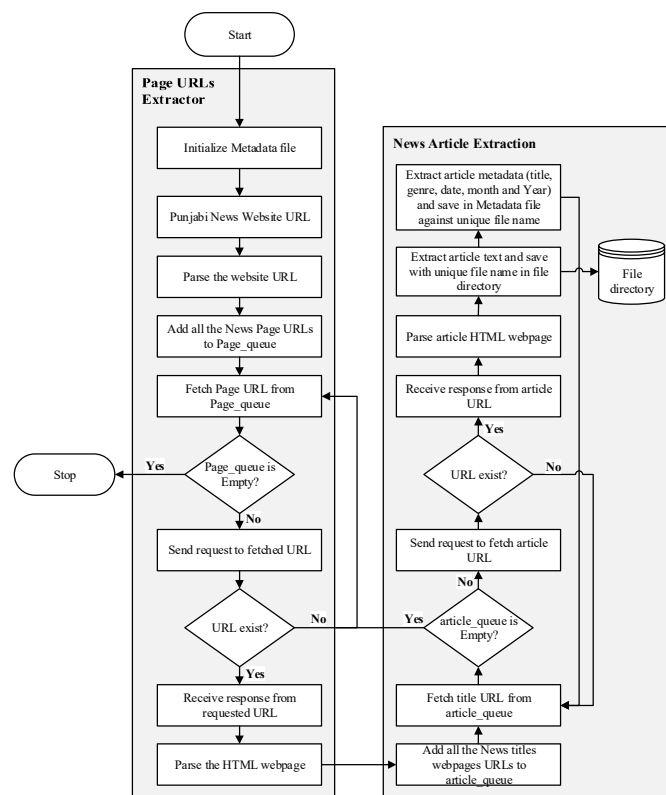 Start
Page URLs
Extractor
Initialize Metadata file
Punjabi News Website URL
Parse the website URL
Add all the News Page URLs
to Page_queue
Fetch Page URL from
Page_queue
Page_queue is
Empty?
Yes
Stop
No
Send request to fetched URL
URL exist?
No
Yes
Receive response from
requested URL
Parse the HTML webpage
News Article Extraction
Extract article metadata (title,
genre, date, month and Year)
and save in Metadata file
against unique file name
Extract article text and save
with unique file name in file
directory
File
directory
Parse article HTML webpage
Receive response from article
URL
Yes
URL exist?
No
Send request to fetch article
URL
No
article_queue is
Empty?
Yes
Fetch title URL from
article_queue
Add all the News titles
webpages URLs to
article_queue